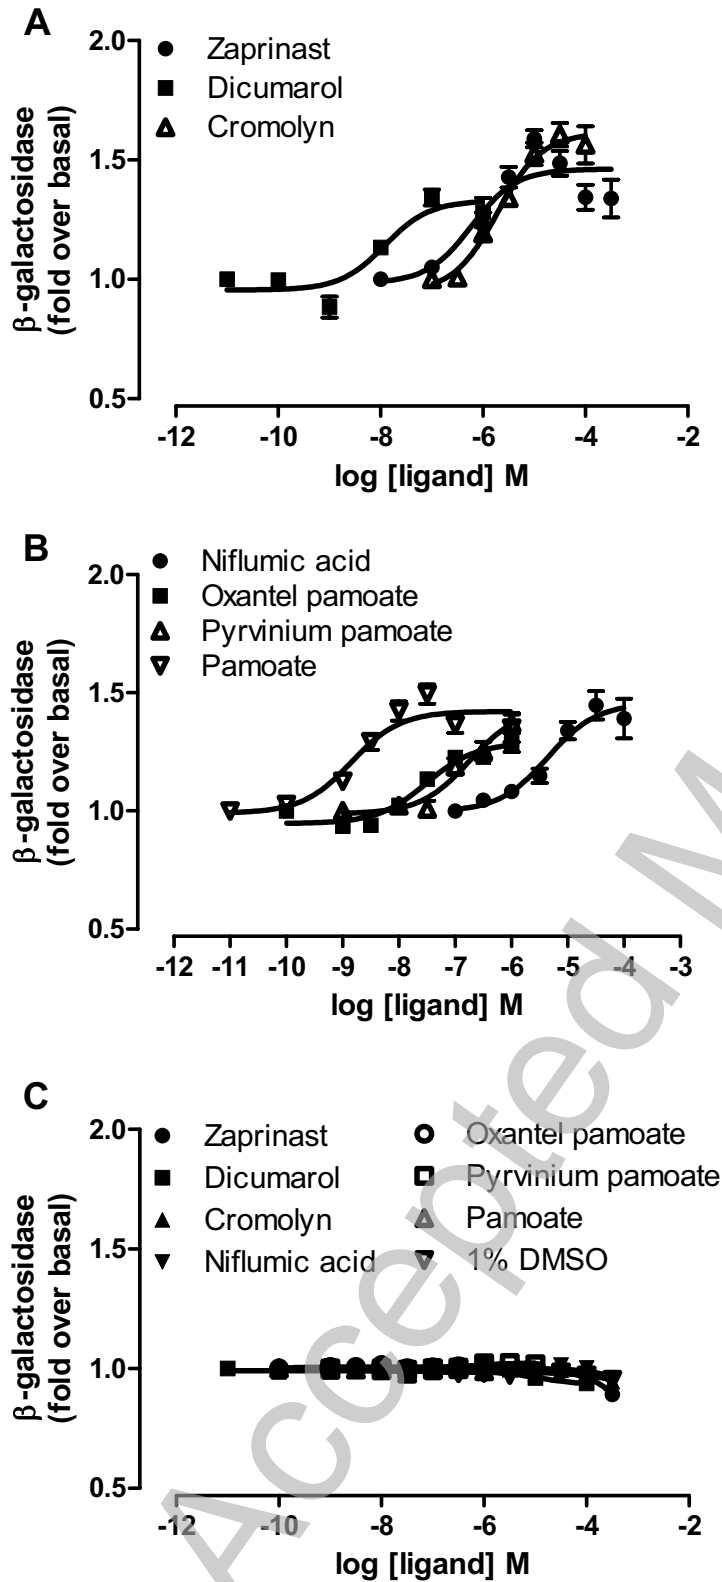 A
2.0
Zaprinast
Dicumarol
Cromolyn
1.5
1.0
0.5
β-galactosidase
(fold over basal)
-12 -10 -8 -6 -4 -2
log [ligand] M
B
Niflumic acid
2.0
Oxantel pamoate
Pyrvinium pamoate
Pamoate
1.5
1.0
0.5
β-galactosidase
(fold over basal)
-12 -11 -10 -9 -8 -7 -6 -5 -4 -3
log [ligand] M
C
2.0
Zaprinast Oxantel pamoate
Dicumarol Pyrvinium pamoate
Cromolyn Pamoate
Niflumic acid 1% DMSO
1.5
1.0
0.5
β-galactosidase
(fold over basal)
-12 -10 -8 -6 -4 -2
log [ligand] M
Accepted M